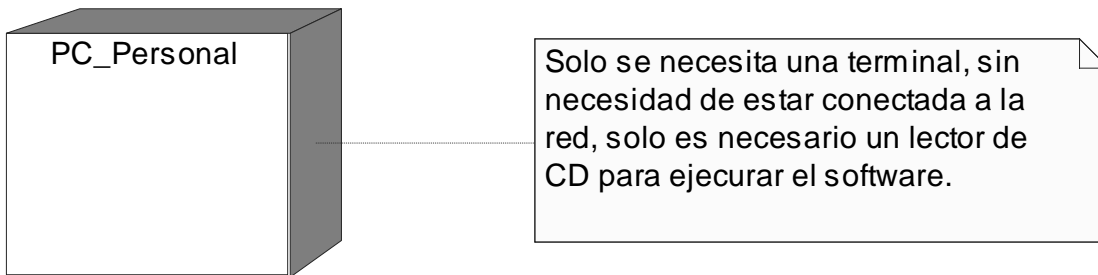 PC_Personal
Solo se necesita una terminal, sin
necesidad de estar conectada a la
red, solo es necesario un lector de
CD para ejecurar el software.